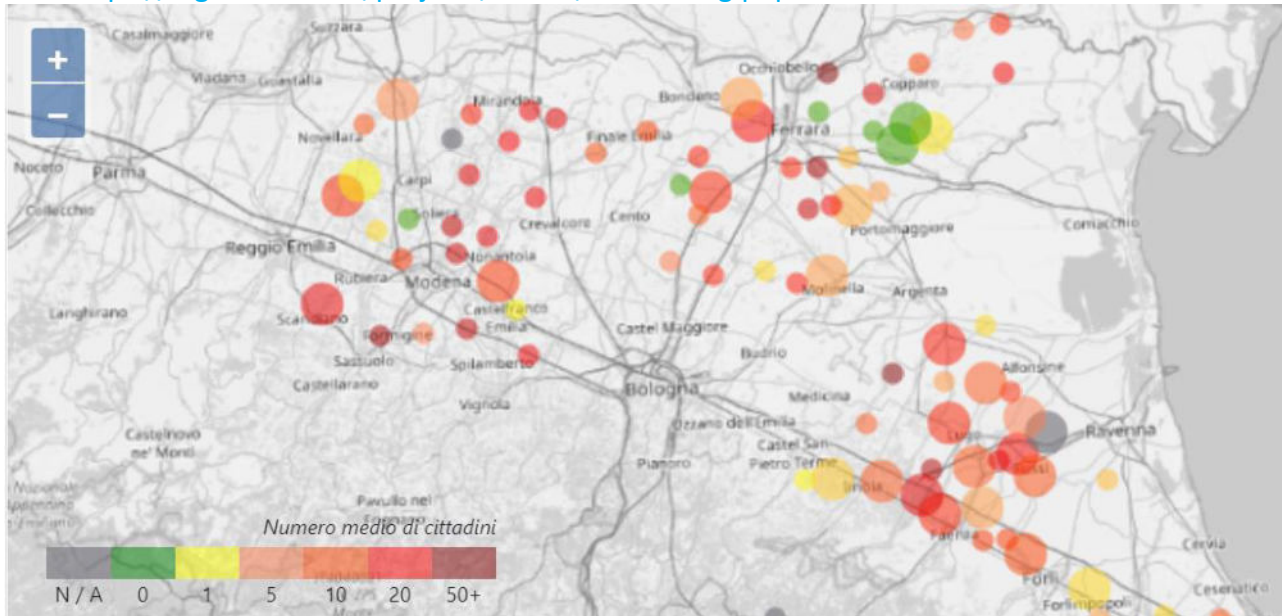 +
−
Casalmaggiore
Suzzara
Viadana
Guastalla
Occhiobello
Copparo
Mirandola
Bondeno
Novellara
Finale Emilia
Ferrara
Noceto
Parma
Carpi
Collecchio
Soliera
Crevalcore
Cento
Comacchio
Portomaggiore
Reggio Emilia
Nonantola
Rubiera
Modena
Molinella
Argenta
Langhirano
Scandiano
Castelfranco
Emilia
Castel Maggiore
Formigine
Sassuolo
Spilamberto
Budrio
Alfonsine
Castellarano
Bologna
Medicina
Vignola
Castelnovo
ne' Monti
Ozzano dell'Emilia
Lugo
Ravenna
Castel San
Pietro Terme
Pianoro
Russi
Imola
Pavullo nel
Frignano
Numero medio di cittadini
Faenza
Cervia
N / A 0 1 5 10 20 50+
Forlì
Forlimpopoli
Cesenatico